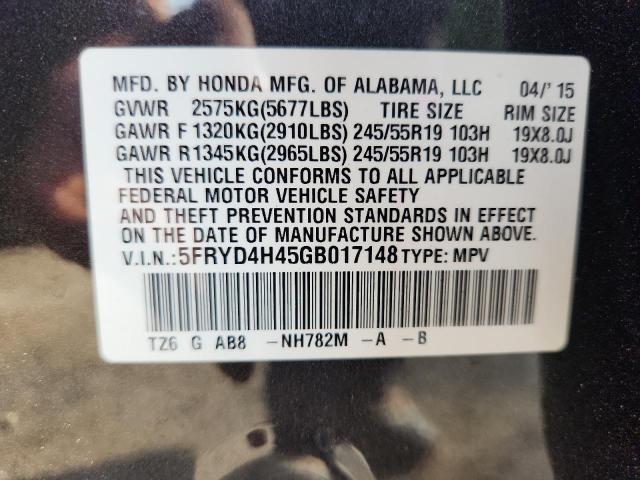 MFD. BY HONDA MFG. OF ALABAMA, LLC 04/' 15
GVWR 2575KG(5677LBS) TIRE SIZE RIM SIZE
GAWR F 1320KG(2910LBS) 245/55R19 103H 19X8.0J
GAWR R1345KG(2965LBS) 245/55R19 103H 19X8.0J
THIS VEHICLE CONFORMS TO ALL APPLICABLE
FEDERAL MOTOR VEHICLE SAFETY
AND THEFT PREVENTION STANDARDS IN EFFECT
ON THE DATE OF MANUFACTURE SHOWN ABOVE.
V.I.N.:5FRYD4H45GB017148 TYPE: MPV
TZ6 G AB8 -NH782M -A -B